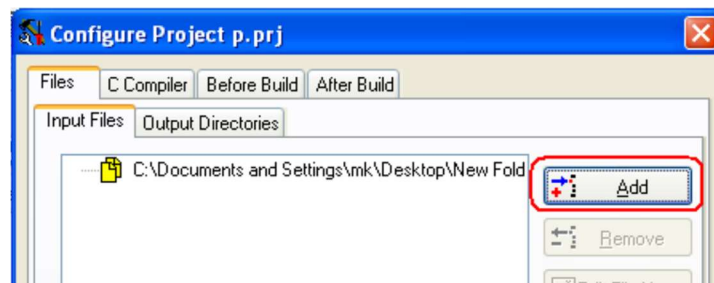 Configure Project p.prj
Files C Compiler Before Build After Build
Input Files Output Directories
C:\Documents and Settings\mk\Desktop\New Fold
Add
Remove